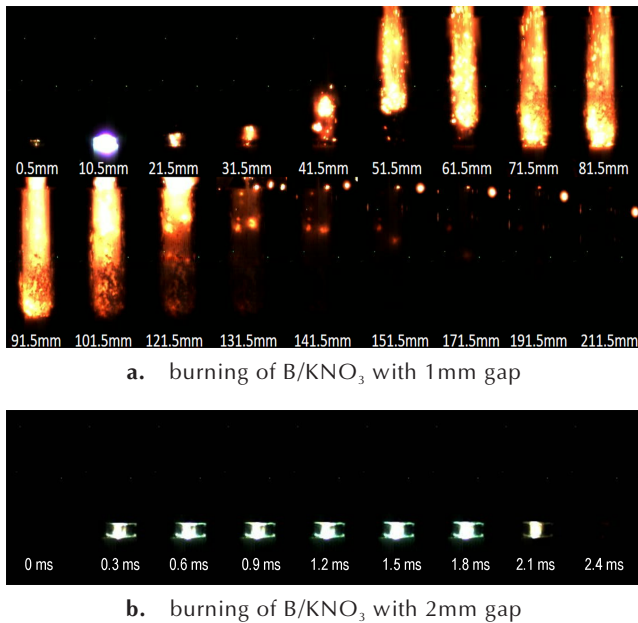 0.5mm 10.5mm 21.5mm 31.5mm 41.5mm 51.5mm 61.5mm 71.5mm 81.5mm
91.5mm 101.5mm 121.5mm 131.5mm 141.5mm 151.5mm 171.5mm 191.5mm 211.5mm
a. burning of B/KNO₃ with 1mm gap
0 ms 0.3 ms 0.6 ms 0.9 ms 1.2 ms 1.5 ms 1.8 ms 2.1 ms 2.4 ms
b. burning of B/KNO₃ with 2mm gap